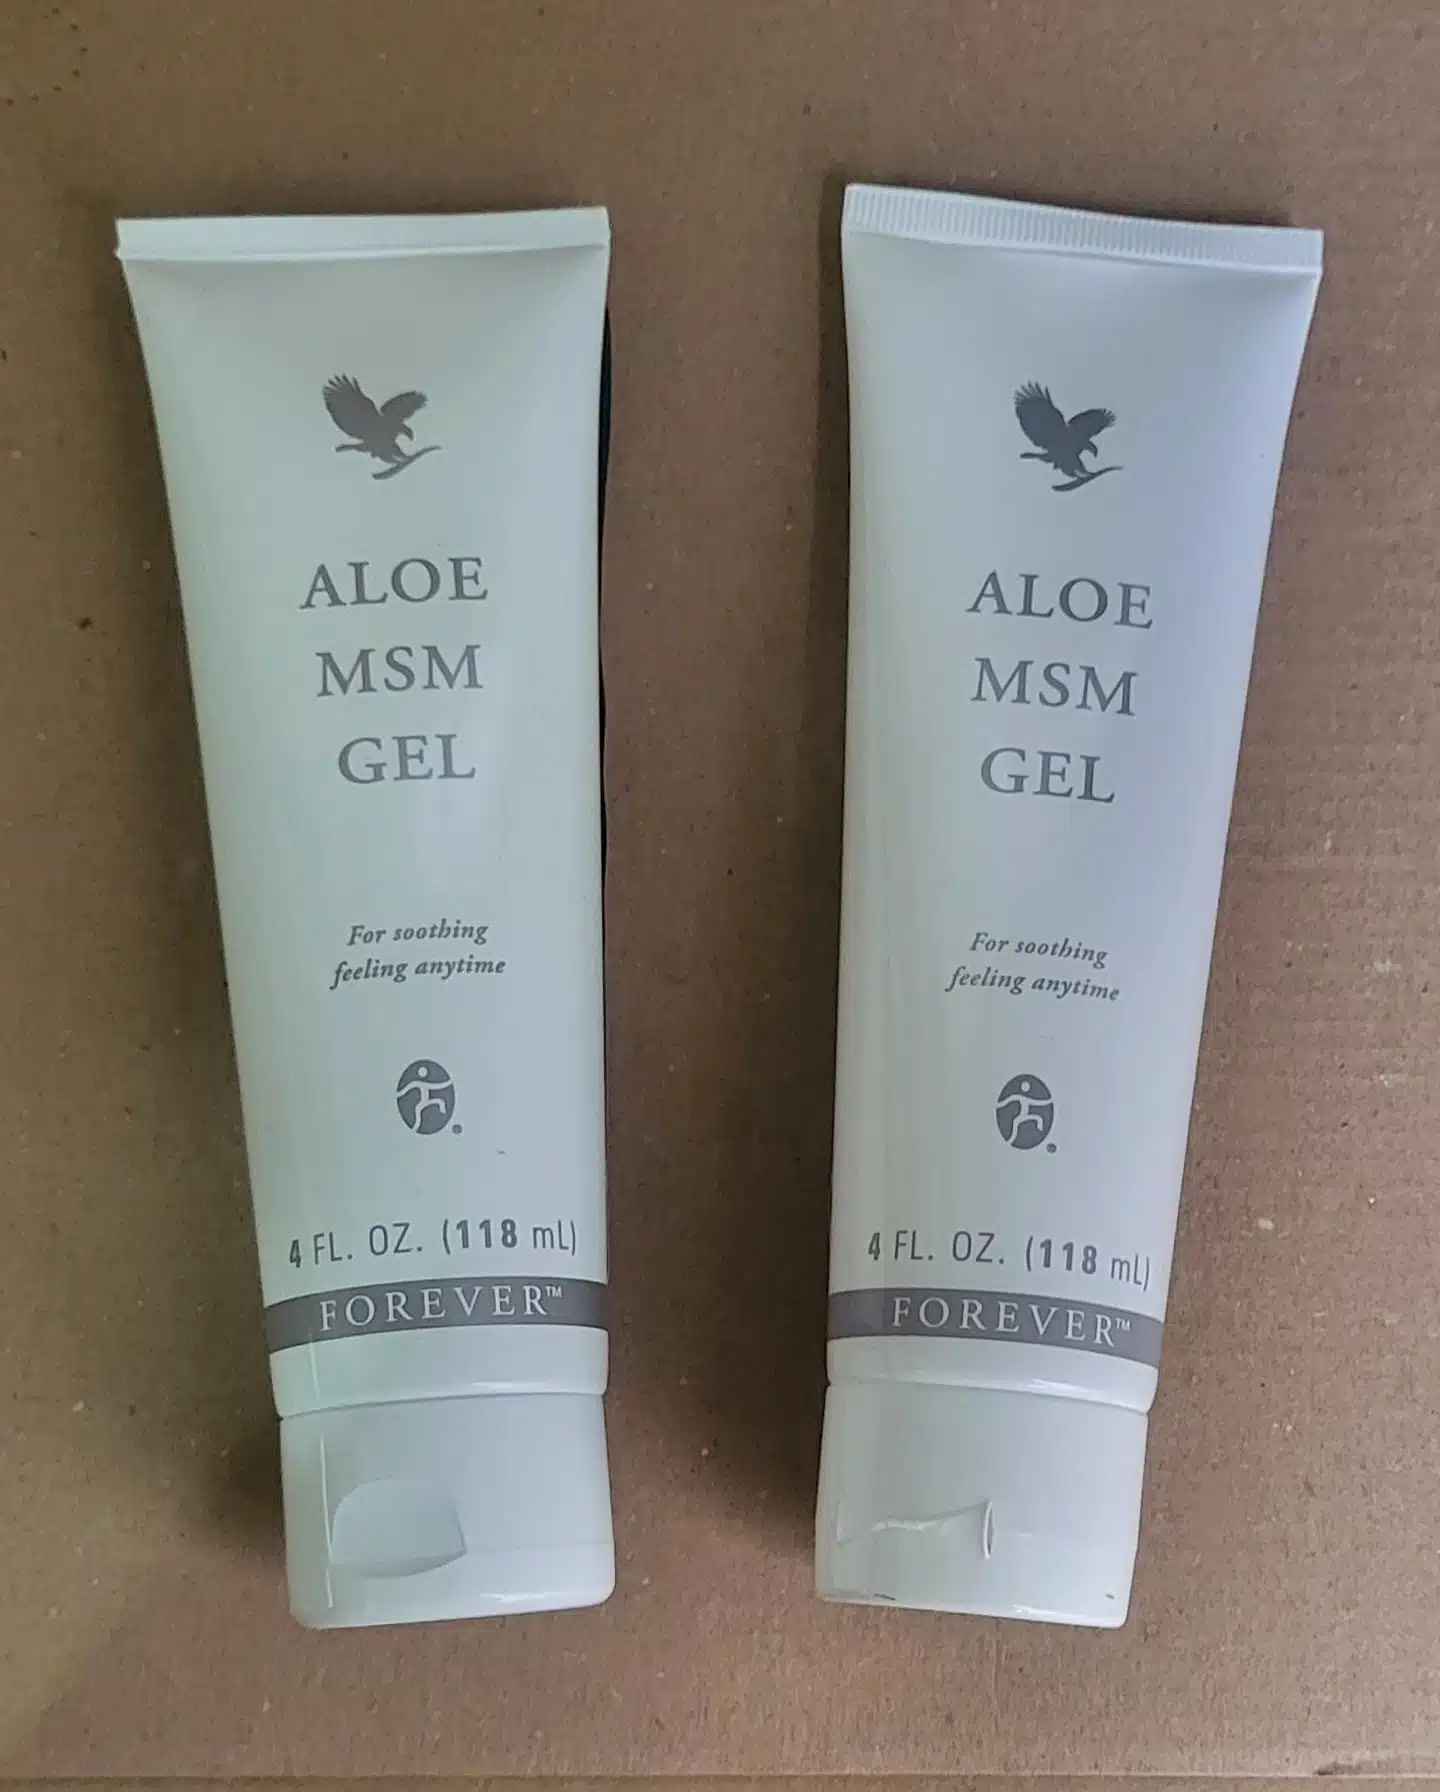 ALOE
MSM
GEL
For soothing
feeling anytime
4 FL. OZ. (118 mL)
FOREVER™
ALOE
MSM
GEL
For soothing
feeling anytime
4 FL. OZ. (118 mL)
FOREVER™